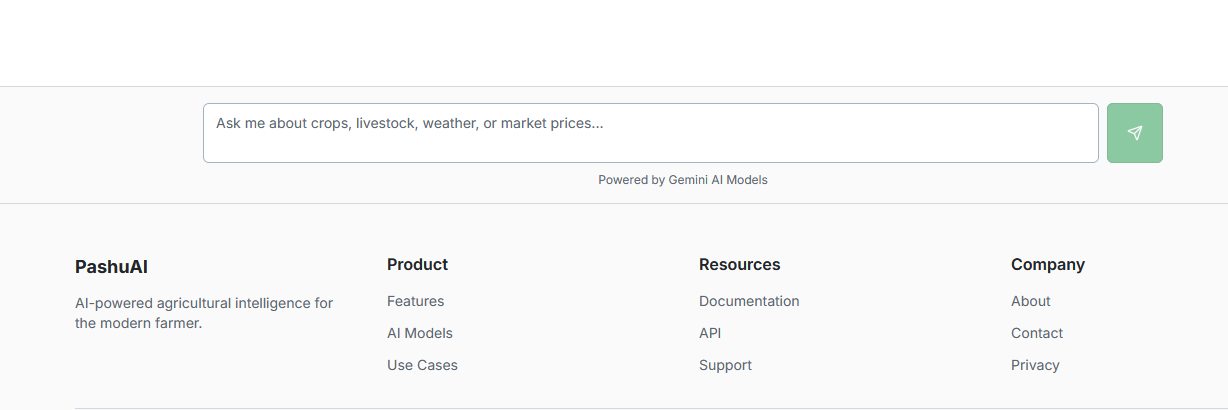 Ask me about crops, livestock, weather, or market prices...
Powered by Gemini AI Models
PashuAI
AI-powered agricultural intelligence for
the modern farmer.
Product
Features
AI Models
Use Cases
Resources
Documentation
API
Support
Company
About
Contact
Privacy